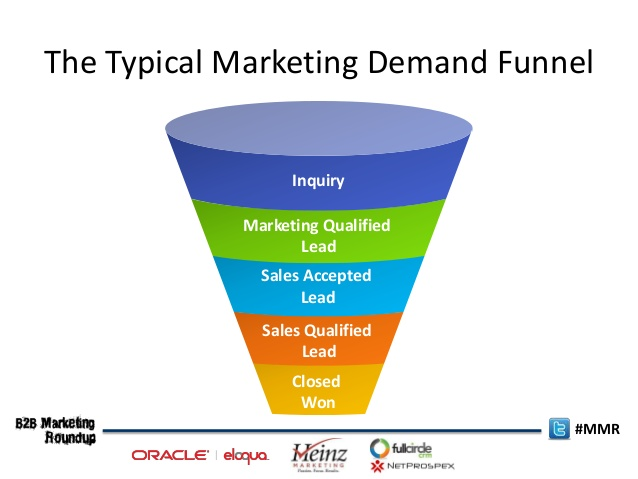 The Typical Marketing Demand Funnel
Inquiry
Marketing Qualified
Lead
Sales Accepted
Lead
Sales Qualified
Lead
Closed
Won
B2B Marketing
Roundup
#MMR
ORACLE | eloqua
Heinz
MARKETING
fullcircle
crm
NETPROSPEX